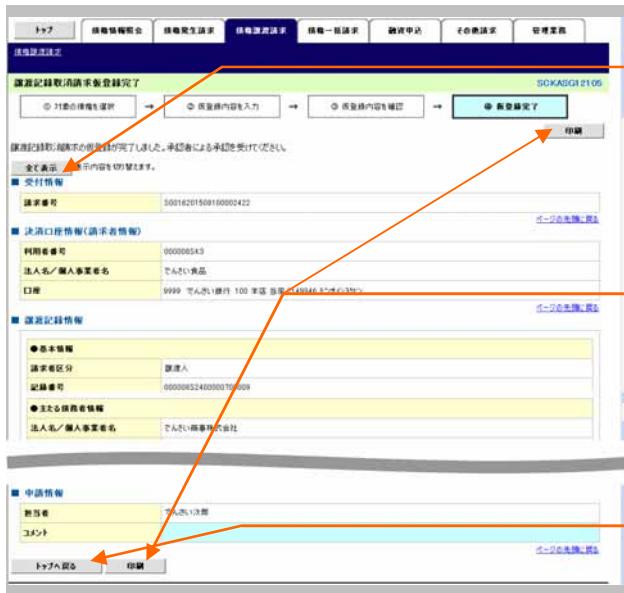 トップ 債権情報照会 債権発生請求 債権譲渡請求 債権一括請求 融資申込 その他請求 管理業務
債権譲渡請求
譲渡記録取消請求仮登録完了 SCKASG12105
① 対象の債権を選択 → ② 仮登録内容を入力 → ③ 仮登録内容を確認 → ④ 仮登録完了
印刷
譲渡記録取消請求の仮登録が完了しました。承認者による承認を受けてください。
全て表示 表示内容を切り替えます。
■ 受付情報
請求番号
ページの先頭に戻る
■ 決済口座情報(請求者情報)
利用者番号
法人名/個人事業者名 でんさい食品
口座 9999 でんさい銀行 100 本店
ページの先頭に戻る
■ 譲渡記録情報
●基本情報
請求者区分 譲渡人
記録番号
●主たる債務者情報
法人名/個人事業者名 でんさい商事株式会社
■ 申請情報
担当者 でんさい次郎
コメント
ページの先頭に戻る
トップへ戻る 印刷